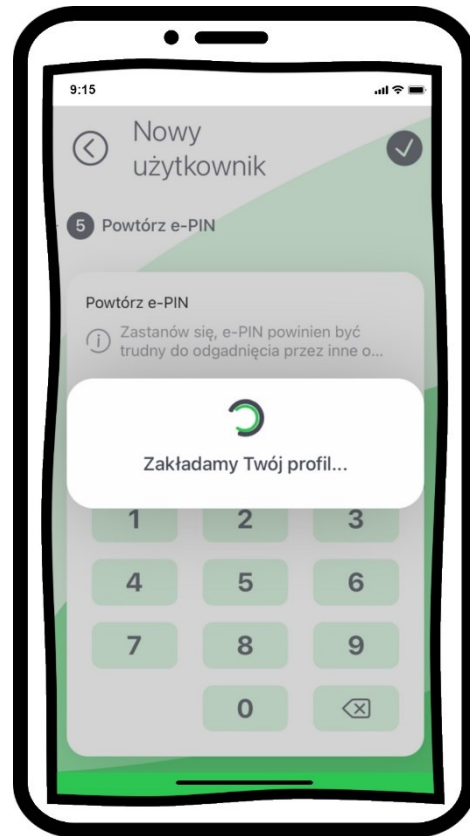 9:15
Nowy
użytkownik
5 Powtórz e-PIN
Powtórz e-PIN
Zastanów się, e-PIN powinien być
trudny do odgadnięcia przez inne o...
Zakładamy Twój profil...
1 2 3
4 5 6
7 8 9
0